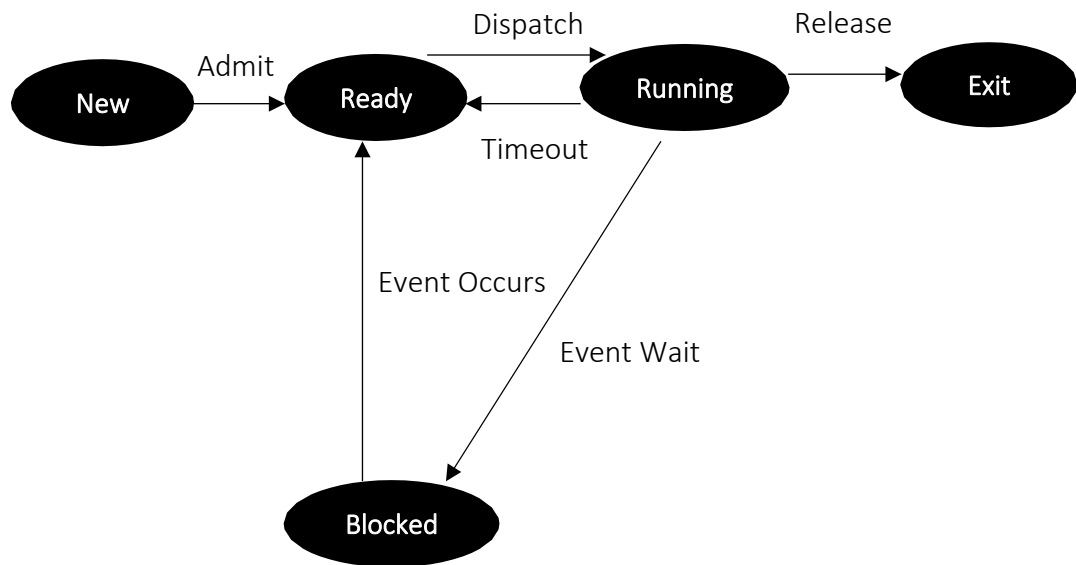 Dispatch
Release
Admit
New
Ready
Running
Exit
Timeout
Event Occurs
Event Wait
Blocked